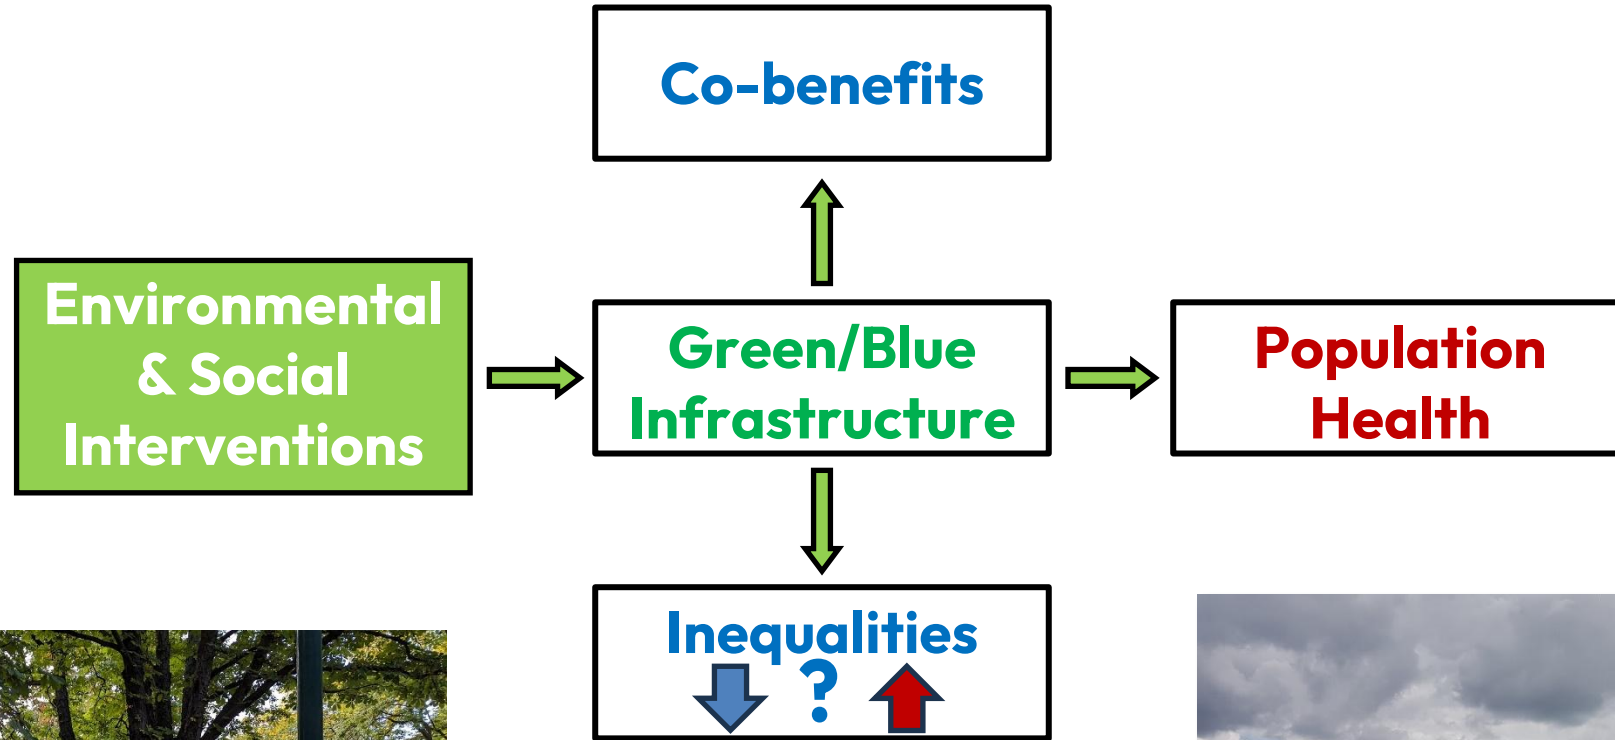 Co-benefits
Environmental
& Social
Interventions
Green/Blue
Infrastructure
Population
Health
Inequalities
?